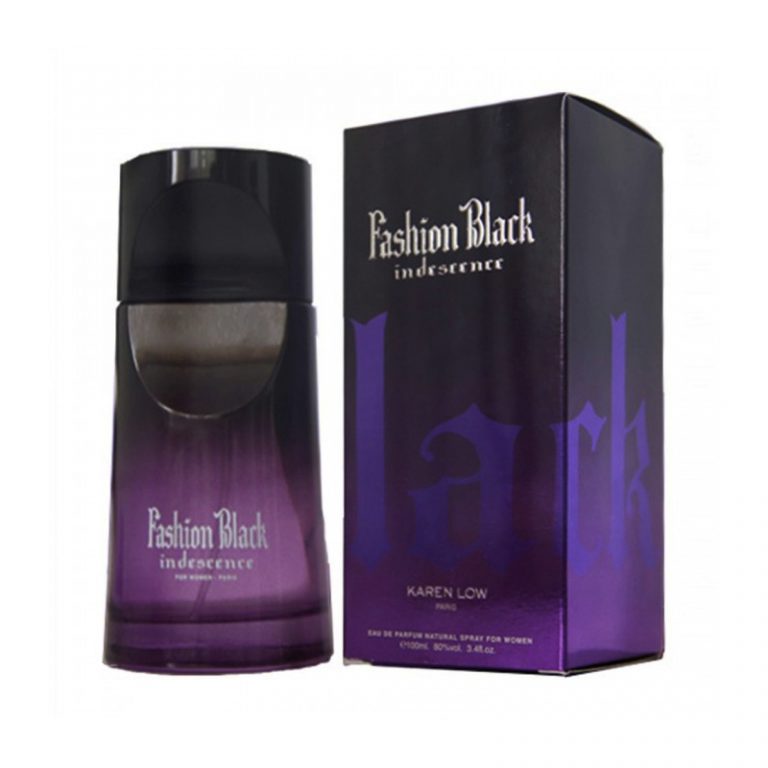 Fashion Black
indescence
FOR WOMEN - PARIS
Fashion Black
indescence
lack
KAREN LOW
PARIS
EAU DE PARFUM NATURAL SPRAY FOR WOMEN
℮100ml. 80%vol. 3.4fl.oz.